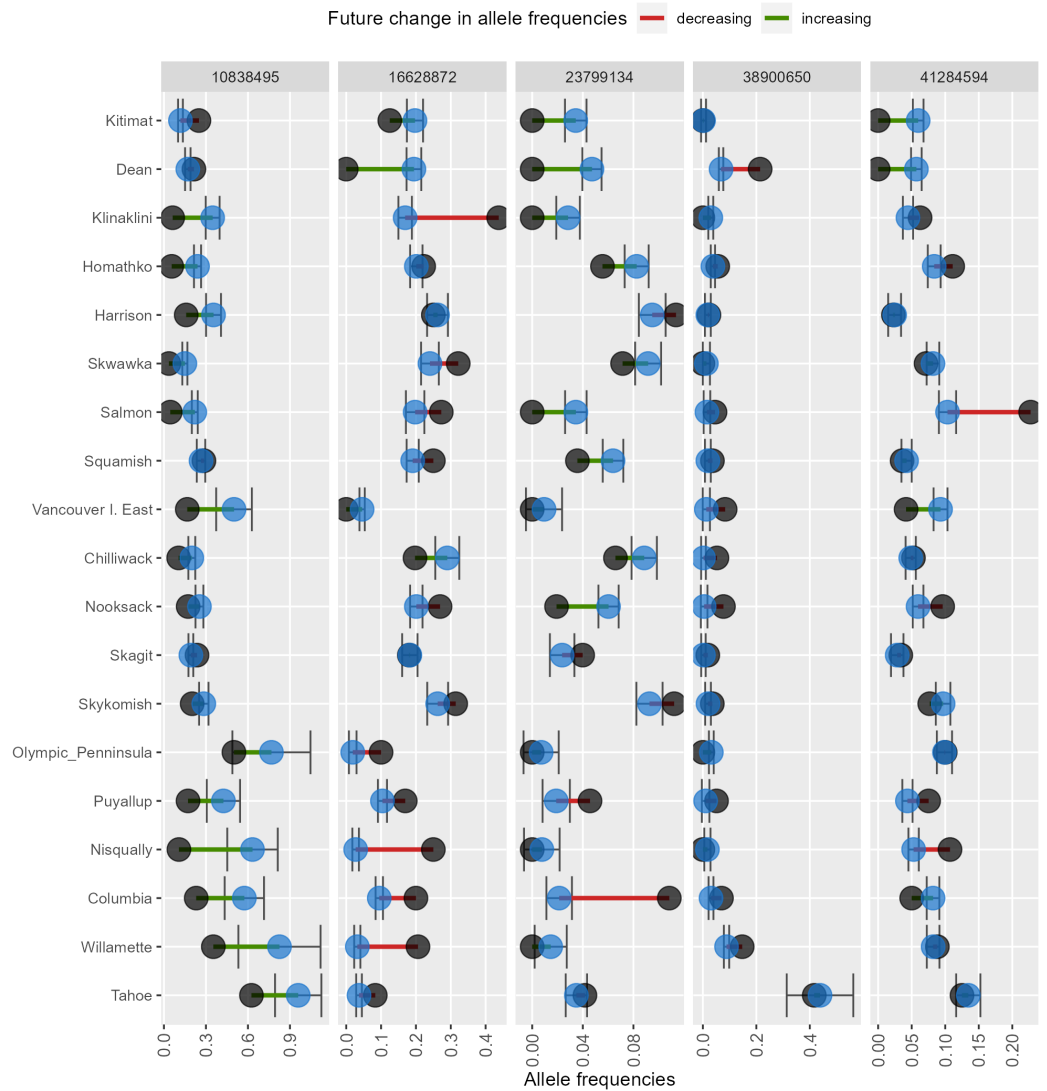 Future change in allele frequencies decreasing increasing
10838495 16628872 23799134 38900650 41284594
Kitimat
Dean
Klinaklini
Homathko
Harrison
Skwawka
Salmon
Squamish
Vancouver I. East
Chilliwack
Nooksack
Skagit
Skykomish
Olympic_Penninsula
Puyallup
Nisqually
Columbia
Willamette
Tahoe
0.0 0.3 0.6 0.9 0.0 0.1 0.2 0.3 0.4 0.00 0.04 0.08 0.0 0.2 0.4 0.00 0.05 0.10 0.15 0.20
Allele frequencies